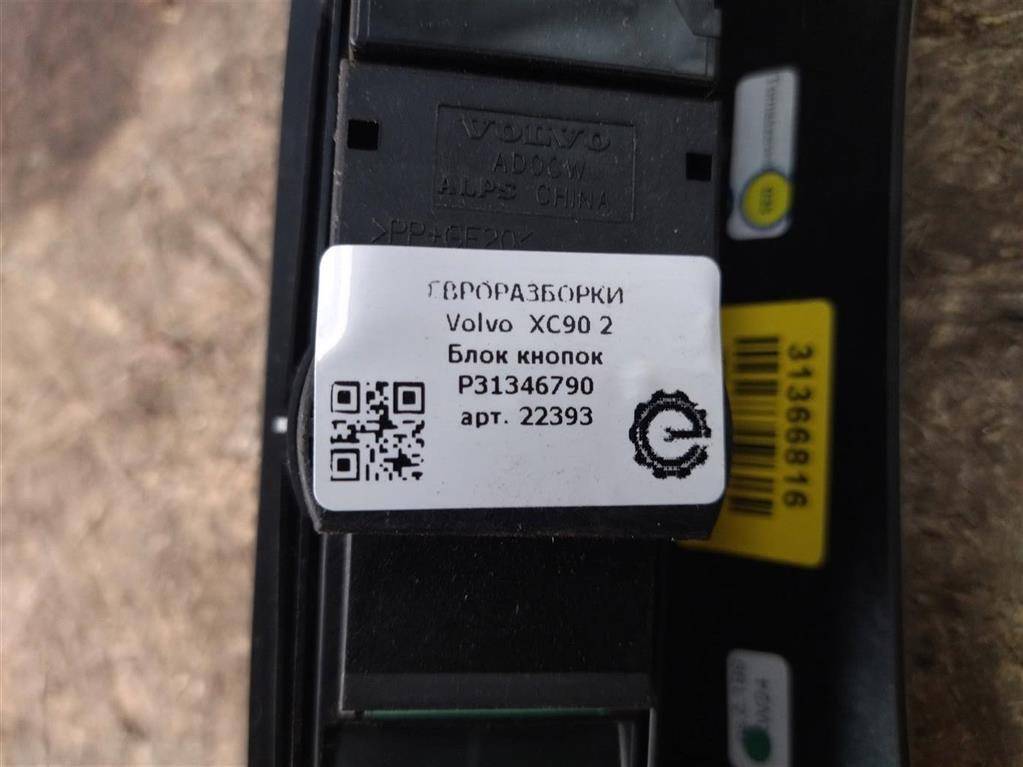 VOLVO
AD06W
ALPS CHINA
>PP+GF20<
ЕВРОРАЗБОРКИ
Volvo XC90 2
Блок кнопок
P31346790
арт. 22393
31366816